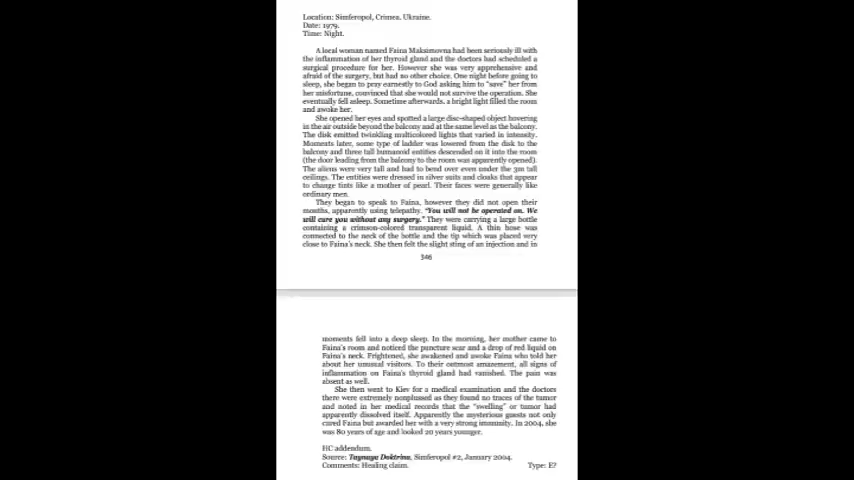 Location: Simferopol, Crimea. Ukraine.
Date: 1979.
Time: Night.
A local woman named Faina Maksimovna had been seriously ill with
the inflammation of her thyroid gland and the doctors had scheduled a
surgical procedure for her. However she was very apprehensive and
afraid of the surgery, but had no other choice. One night before going to
sleep, she began to pray earnestly to God asking him to "save" her from
her misfortune, convinced that she would not survive the operation. She
eventually fell asleep. Sometime afterwards, a bright light filled the room
and awoke her.
She opened her eyes and spotted a large disc-shaped object hovering
in the air outside beyond the balcony and at the same level as the balcony.
The disk emitted twinkling multicolored lights that varied in intensity.
Moments later, some type of ladder was lowered from the disk to the
balcony and three tall humanoid entities descended on it into the room
(the door leading from the balcony to the room was apparently opened).
The aliens were very tall and had to bend over even under the 3m tall
ceilings. The entities were dressed in silver suits and cloaks that appear
to change tints like a mother of pearl. Their faces were generally like
ordinary men.
They began to speak to Faina, however they did not open their
mouths, apparently using telepathy. "You will not be operated on. We
will cure you without any surgery." They were carrying a large bottle
containing a crimson-colored transparent liquid. A thin hose was
connected to the neck of the bottle and the tip which was placed very
close to Faina's neck. She then felt the slight sting of an injection and in
346
moments fell into a deep sleep. In the morning, her mother came to
Faina's room and noticed the puncture scar and a drop of red liquid on
Faina's neck. Frightened, she awakened and awoke Faina who told her
about her unusual visitors. To their outmost amazement, all signs of
inflammation on Faina's thyroid gland had vanished. The pain was
absent as well.
She then went to Kiev for a medical examination and the doctors
there were extremely nonplussed as they found no traces of the tumor
and noted in her medical records that the "swelling" or tumor had
apparently dissolved itself. Apparently the mysterious guests not only
cured Faina but awarded her with a very strong immunity. In 2004, she
was 80 years of age and looked 20 years younger.
HC addendum.
Source: Taynaya Doktrina, Simferopol #2, January 2004.
Comments: Healing claim. Type: E?